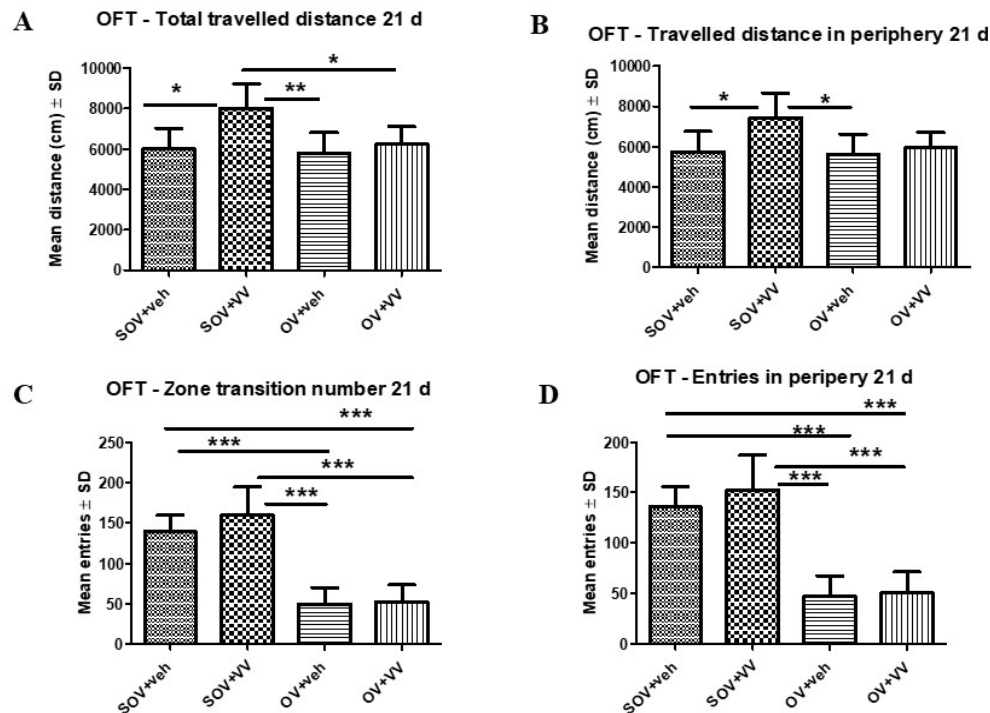 A
OFT - Total travelled distance 21 d
Mean distance (cm) ± SD
10000
8000
6000
4000
2000
0
*
**
*
SOV+veh
SOV+VV
OV+veh
OV+VV
B
OFT - Travelled distance in periphery 21 d
Mean distance (cm) ± SD
10000
8000
6000
4000
2000
0
*
*
SOV+veh
SOV+VV
OV+veh
OV+VV
C
OFT - Zone transition number 21 d
Mean entries ± SD
250
200
150
100
50
0
***
***
***
***
SOV+veh
SOV+VV
OV+veh
OV+VV
D
OFT - Entries in peripery 21 d
Mean entries ± SD
200
150
100
50
0
***
***
***
***
SOV+veh
SOV+VV
OV+veh
OV+VV